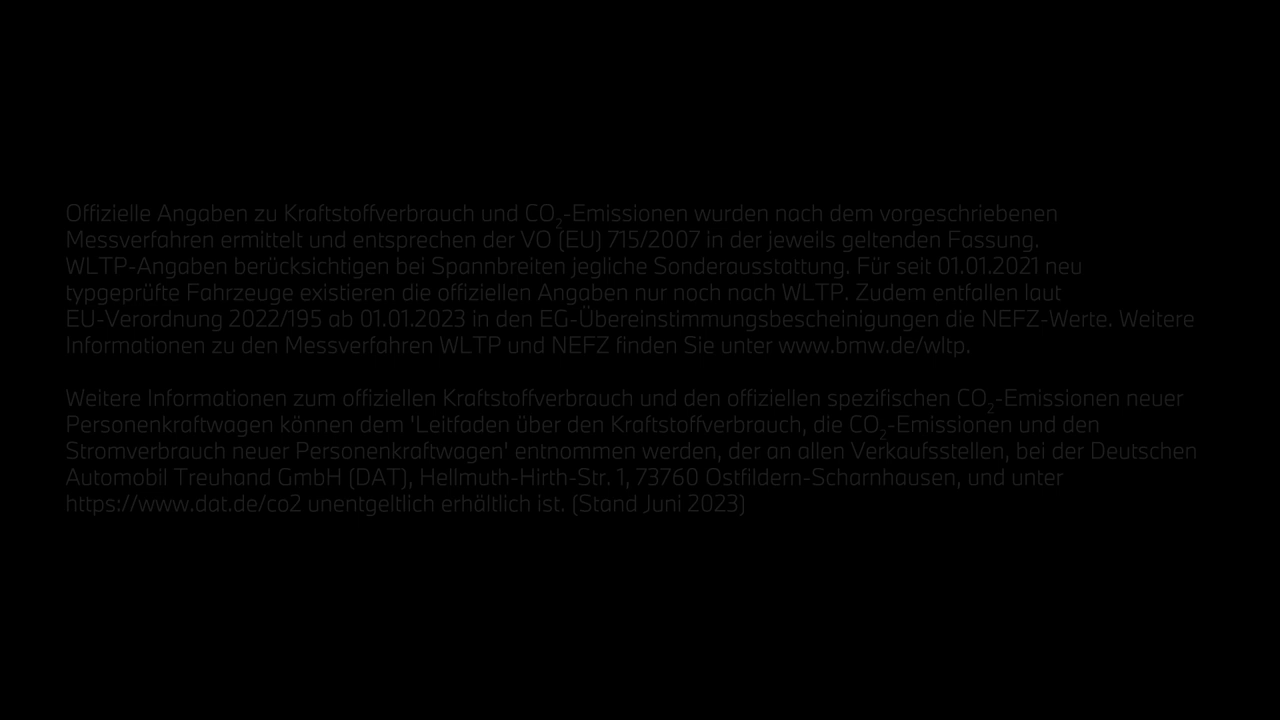 Offizielle Angaben zu Kraftstoffverbrauch und CO₂-Emissionen wurden nach dem vorgeschriebenen
Messverfahren ermittelt und entsprechen der VO (EU) 715/2007 in der jeweils geltenden Fassung.
WLTP-Angaben berücksichtigen bei Spannbreiten jegliche Sonderausstattung. Für seit 01.01.2021 neu
typgeprüfte Fahrzeuge existieren die offiziellen Angaben nur noch nach WLTP. Zudem entfallen laut
EU-Verordnung 2022/195 ab 01.01.2023 in den EG-Übereinstimmungsbescheinigungen die NEFZ-Werte. Weitere
Informationen zu den Messverfahren WLTP und NEFZ finden Sie unter www.bmw.de/wltp.
Weitere Informationen zum offiziellen Kraftstoffverbrauch und den offiziellen spezifischen CO₂-Emissionen neuer
Personenkraftwagen können dem 'Leitfaden über den Kraftstoffverbrauch, die CO₂-Emissionen und den
Stromverbrauch neuer Personenkraftwagen' entnommen werden, der an allen Verkaufsstellen, bei der Deutschen
Automobil Treuhand GmbH (DAT), Hellmuth-Hirth-Str. 1, 73760 Ostfildern-Scharnhausen, und unter
https://www.dat.de/co2 unentgeltlich erhältlich ist. (Stand Juni 2023)